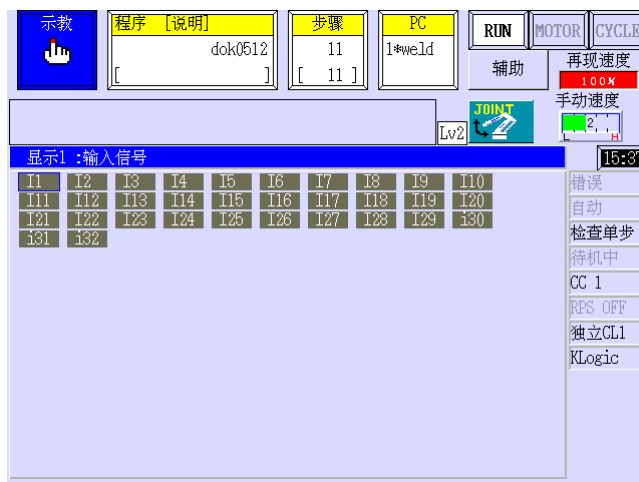 示教
程序 [说明]
dok0512
[ ]
步骤
11
[ 11 ]
PC
1*weld
RUN
MOTOR
CYCLE
辅助
再现速度
100%
手动速度
2
L H
Lv2
JOINT
显示1 :输入信号
15:37
I1 I2 I3 I4 I5 I6 I7 I8 I9 I10
I11 I12 I13 I14 I15 I16 I17 I18 I19 I20
I21 I22 I23 I24 I25 I26 I27 I28 I29 i30
i31 i32
错误
自动
检查单步
待机中
CC 1
RPS OFF
独立CL1
KLogic